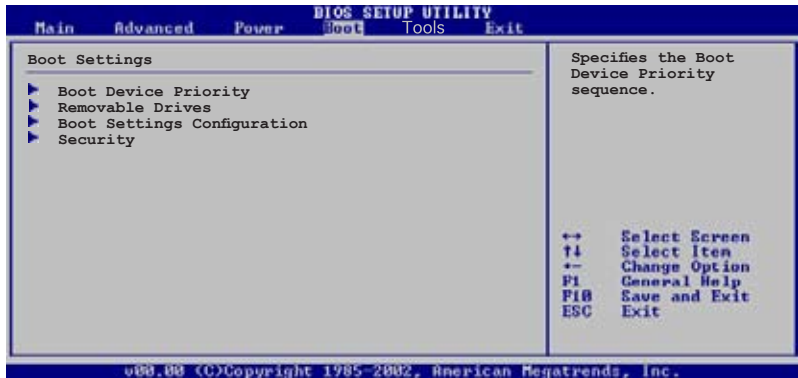 BIOS SETUP UTILITY
Main Advanced Power Boot Tools Exit
Boot Settings
Boot Device Priority
Removable Drives
Boot Settings Configuration
Security
Specifies the Boot
Device Priority
sequence.
↔ Select Screen
↑↓ Select Item
+- Change Option
F1 General Help
F10 Save and Exit
ESC Exit
v00.00 (C)Copyright 1985-2002, American Megatrends, Inc.